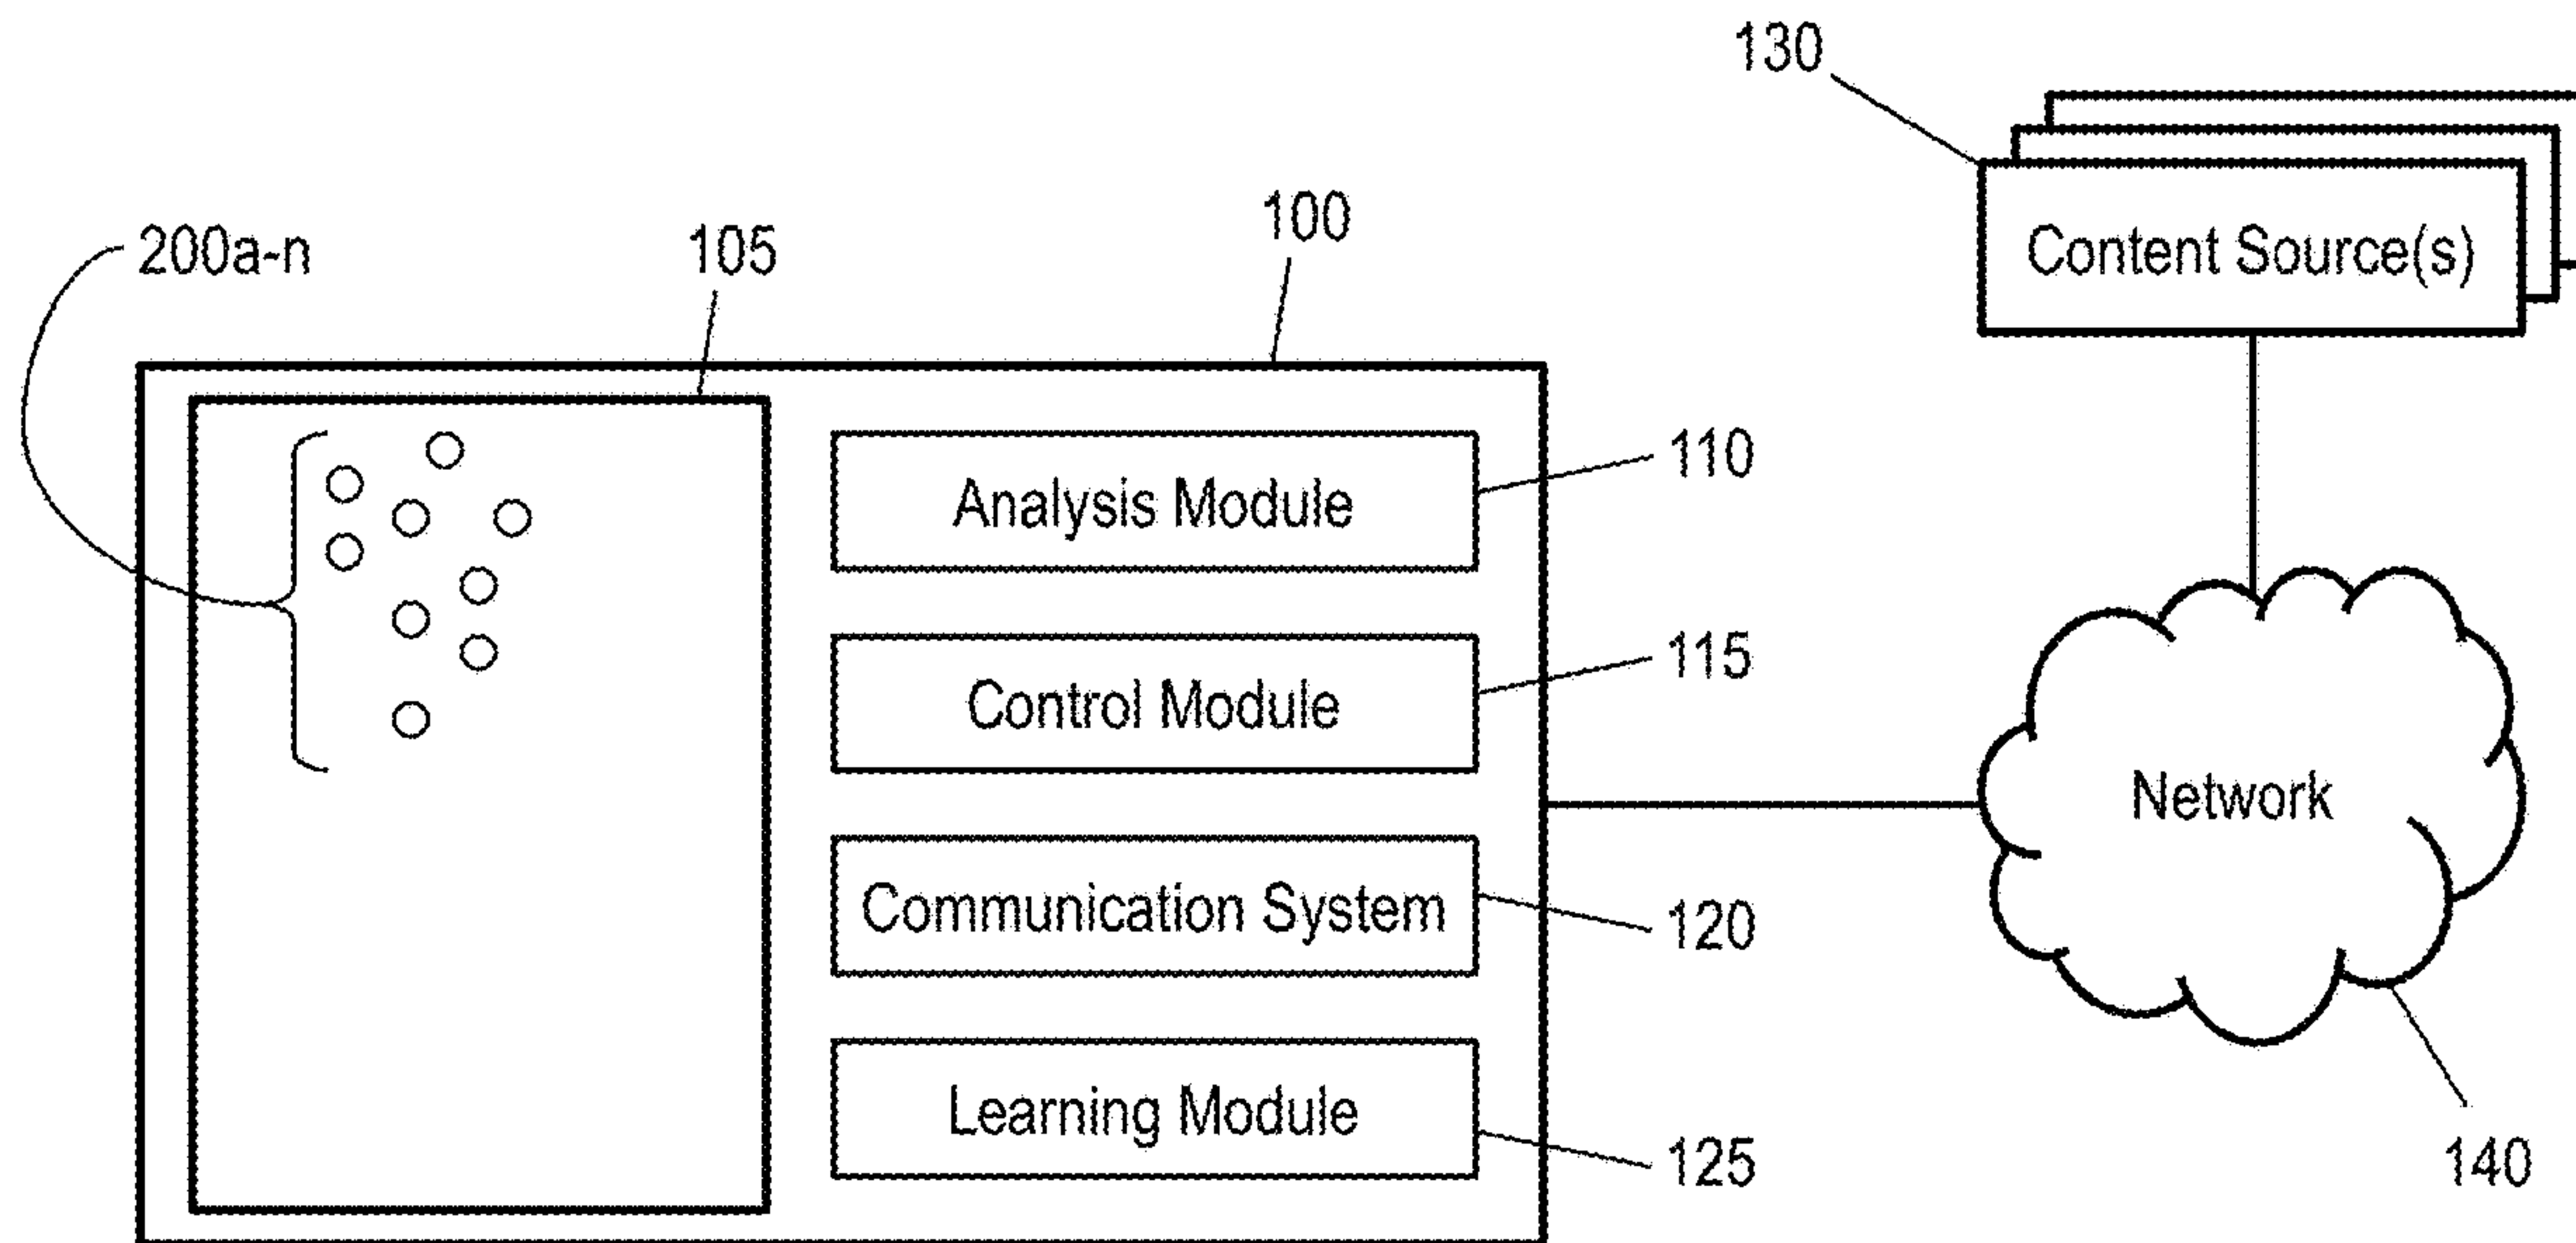 130
Content Source(s)
200a-n
105
100
Analysis Module
110
Control Module
115
Communication System
120
Learning Module
125
Network
140